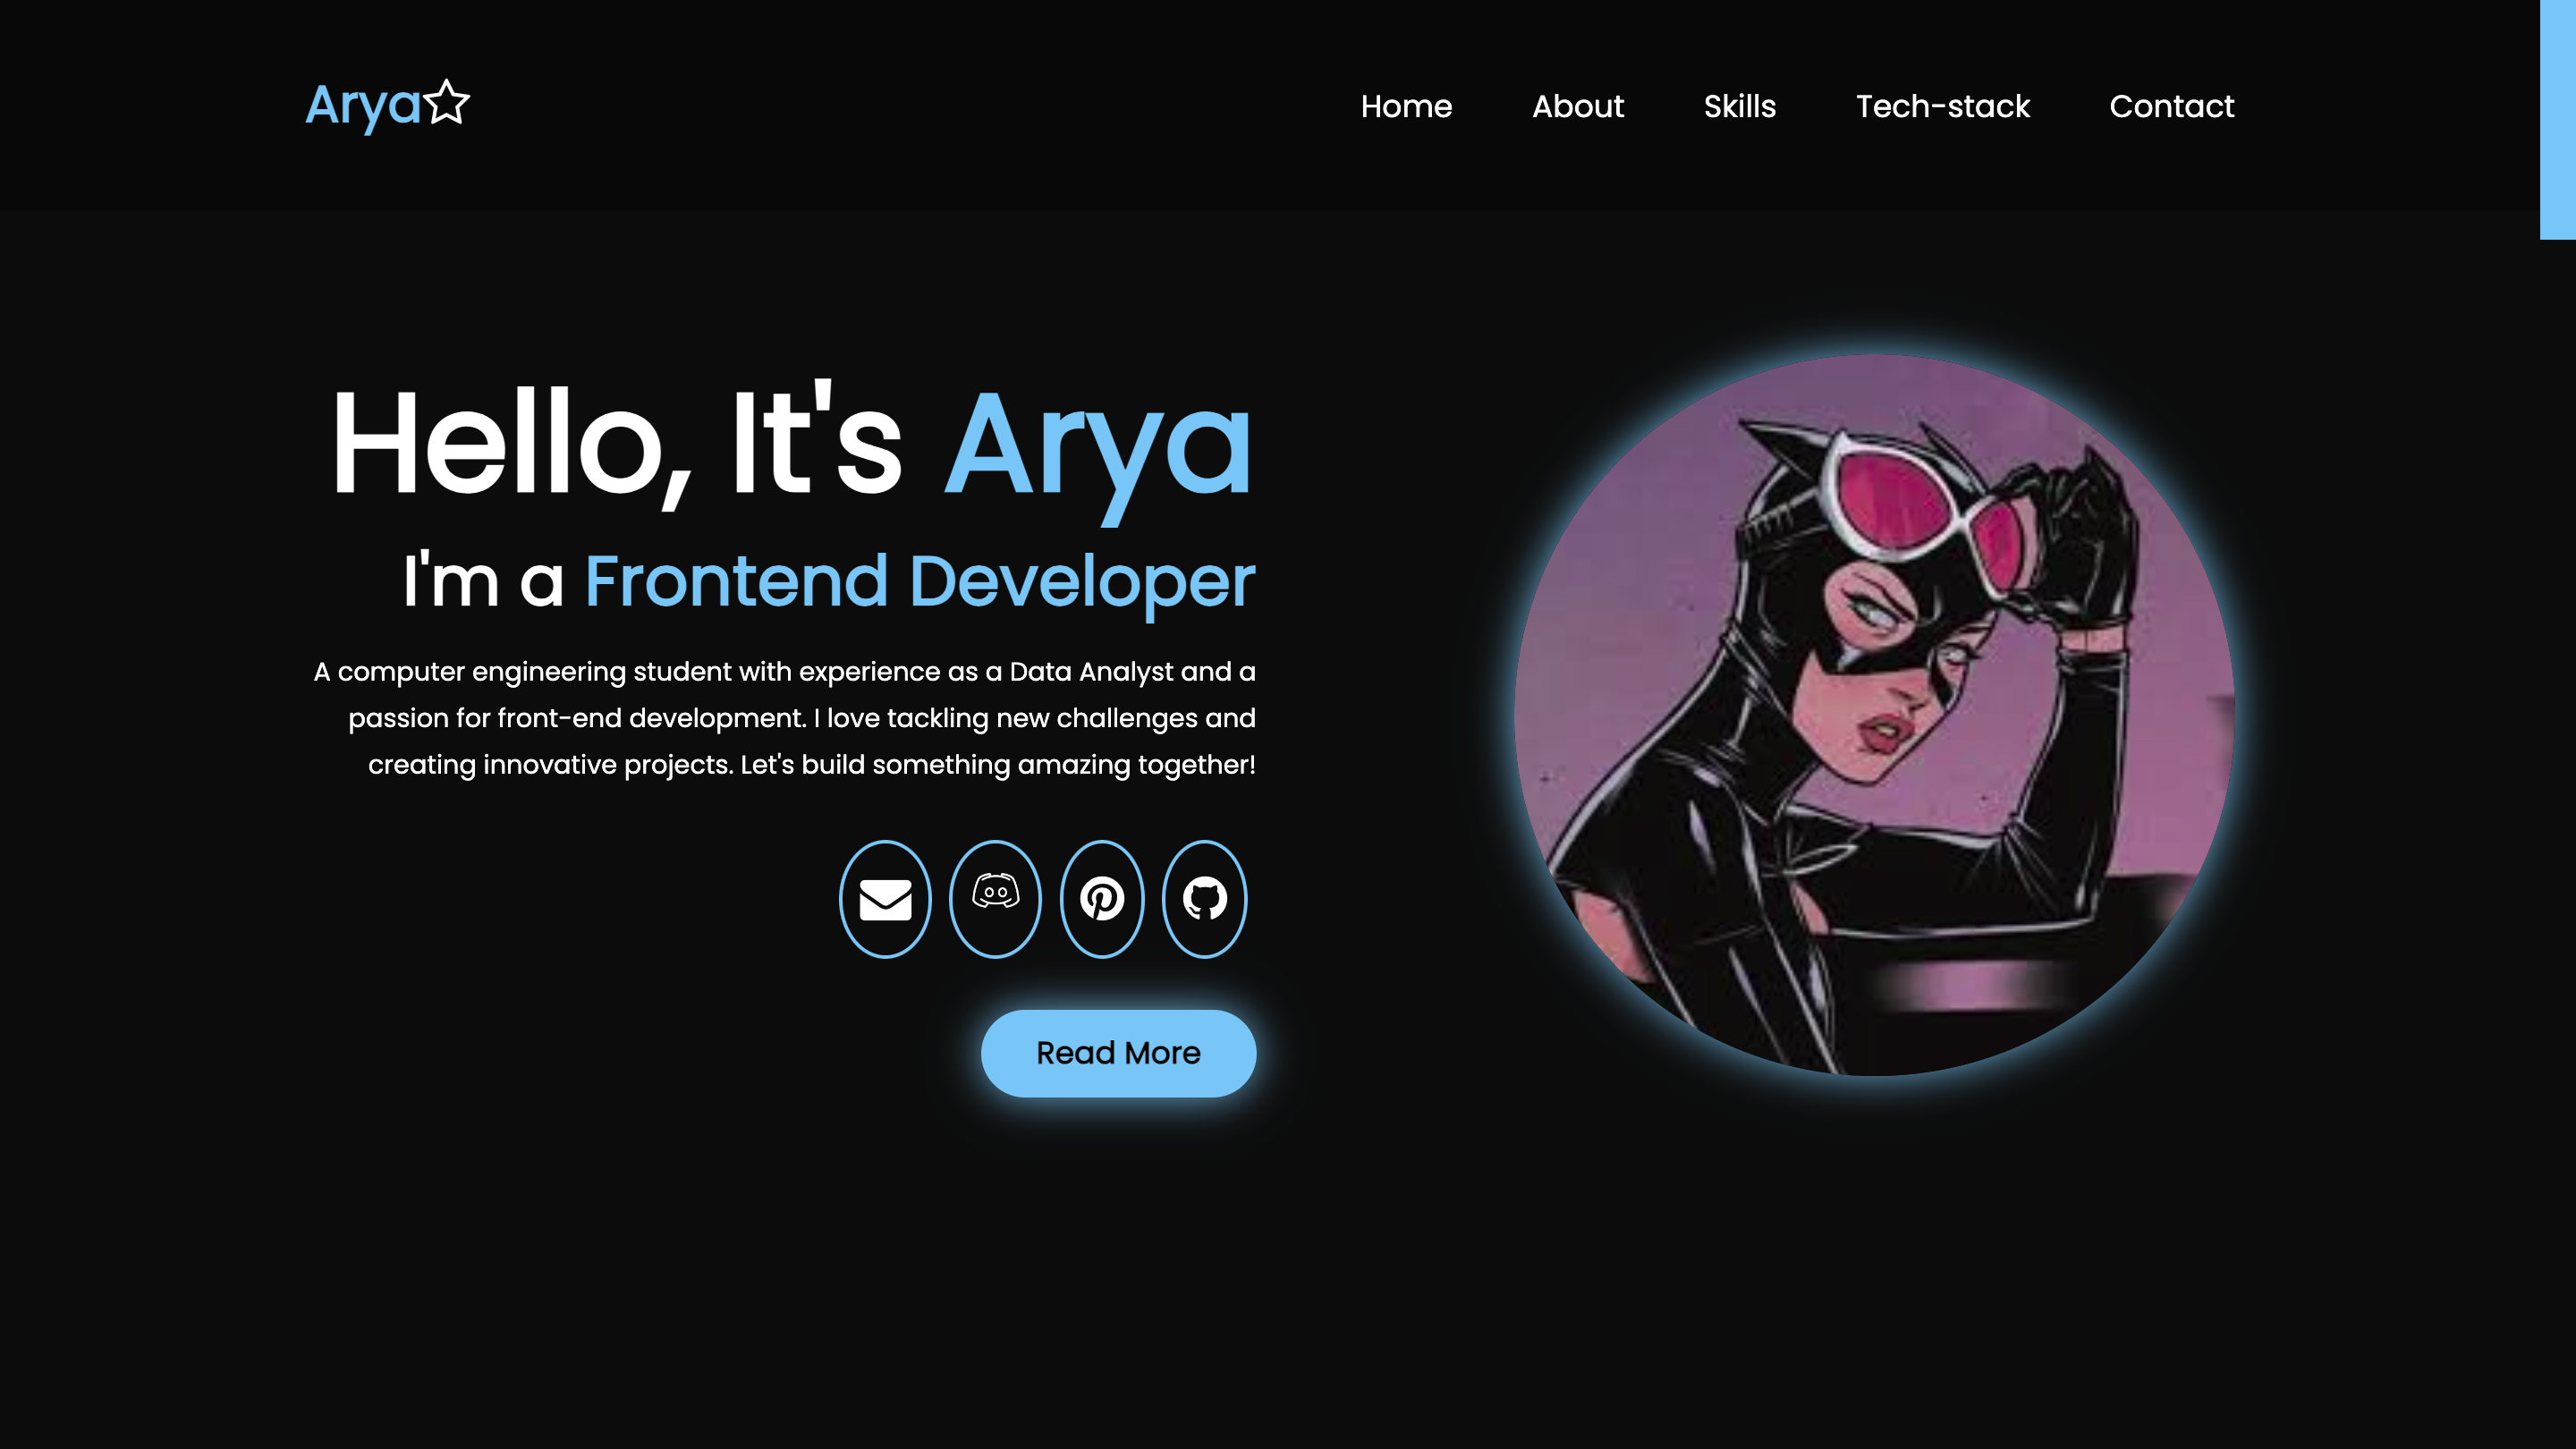 Arya
Home About Skills Tech-stack Contact
Hello, It's Arya
I'm a Frontend Developer
A computer engineering student with experience as a Data Analyst and a
passion for front-end development. I love tackling new challenges and
creating innovative projects. Let's build something amazing together!
Read More